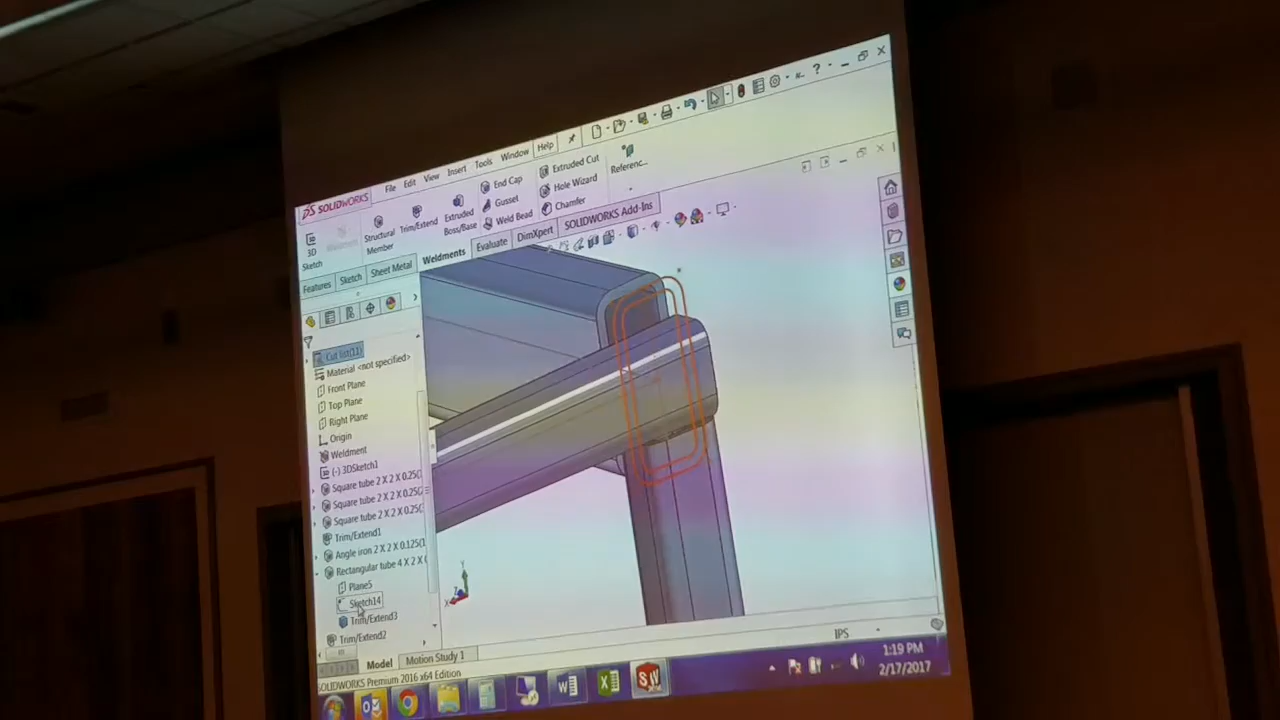 DS SOLIDWORKS
File Edit View Insert Tools Window Help
3D Sketch
Structural Member
Trim/Extend
Extruded Boss/Base
End Cap
Gusset
Weld Bead
Extruded Cut
Hole Wizard
Chamfer
Referenc...
Features Sketch Sheet Metal Weldments Evaluate DimXpert SOLIDWORKS Add-Ins
Cut list(11)
Material <not specified>
Front Plane
Top Plane
Right Plane
Origin
Weldment
(-) 3DSketch1
Square tube 2 X 2 X 0.25(
Square tube 2 X 2 X 0.25(
Square tube 2 X 2 X 0.25(
Trim/Extend1
Angle iron 2 X 2 X 0.125(1
Rectangular tube 4 X 2 X
Plane5
Sketch14
Trim/Extend3
Trim/Extend2
Y
X
Model Motion Study 1
SOLIDWORKS Premium 2016 x64 Edition
IPS
1:19 PM
2/17/2017